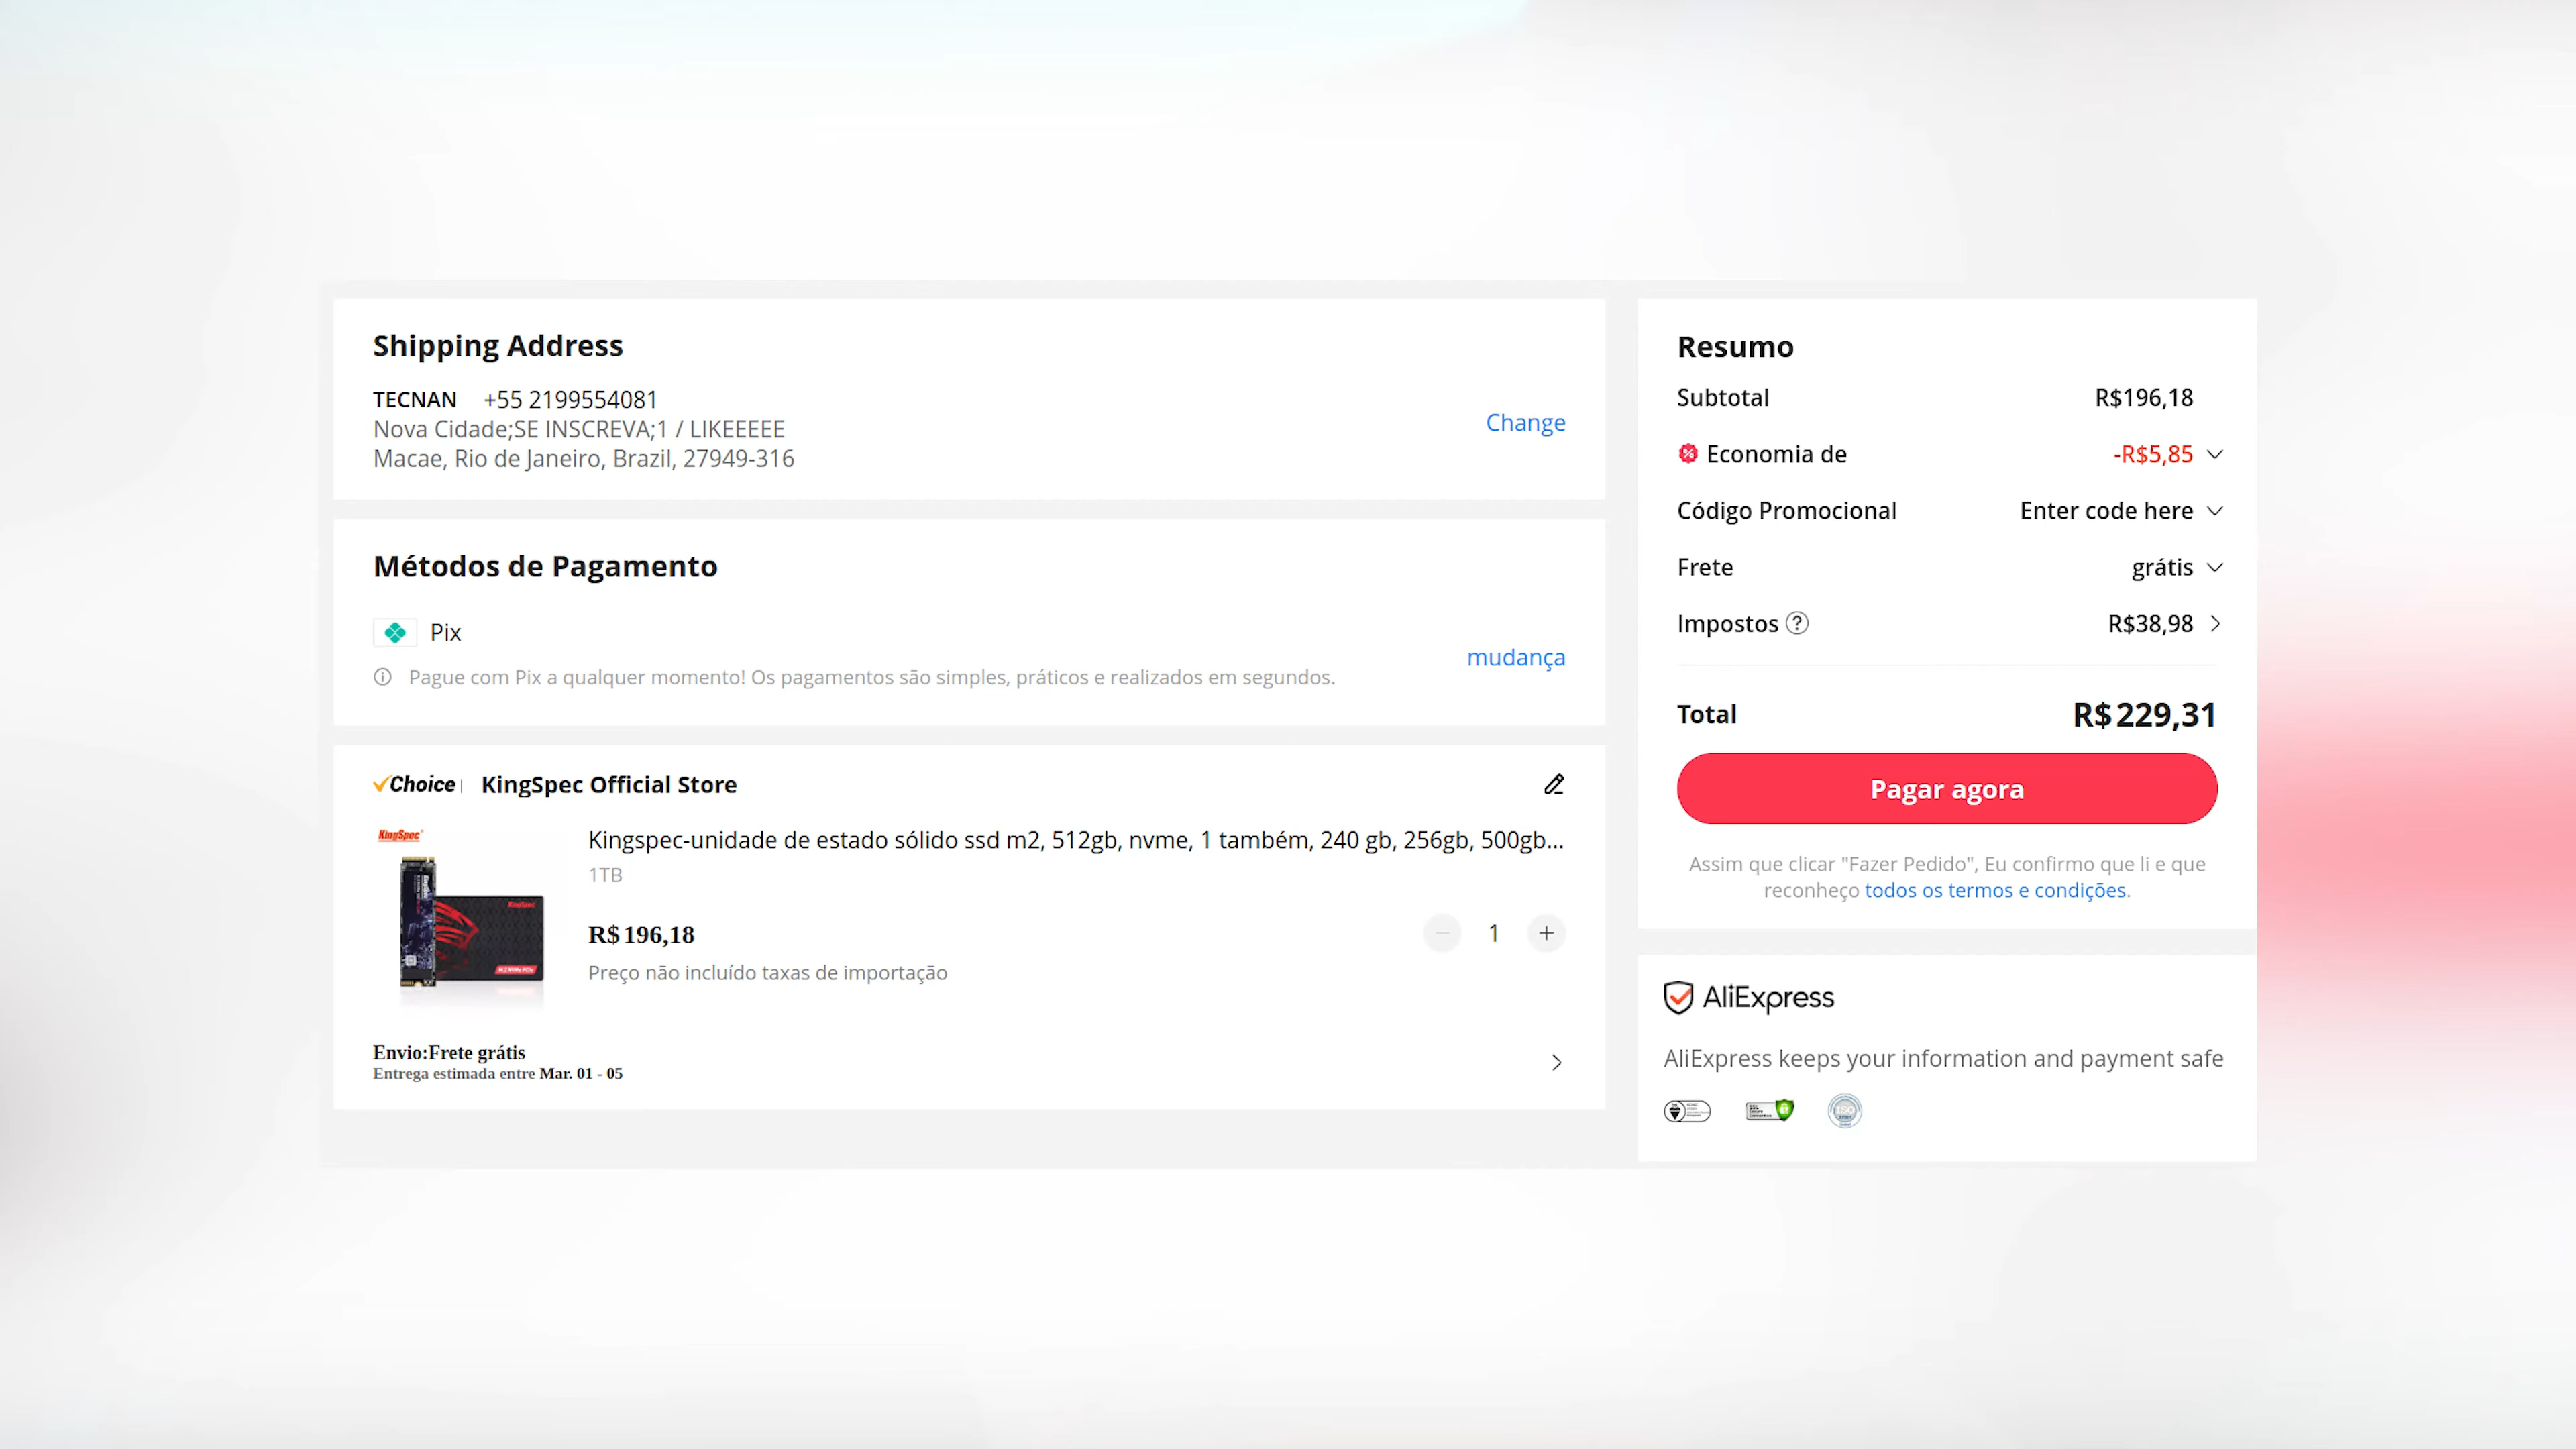 Shipping Address
TECNAN +55 2199554081
Nova Cidade;SE INSCREVA;1 / LIKEEEEE
Macae, Rio de Janeiro, Brazil, 27949-316
Change
Métodos de Pagamento
Pix
Pague com Pix a qualquer momento! Os pagamentos são simples, práticos e realizados em segundos.
mudança
Choice | KingSpec Official Store
KingSpec
Kingspec-unidade de estado sólido ssd m2, 512gb, nvme, 1 também, 240 gb, 256gb, 500gb...
1TB
R$196,18
1
Preço não incluído taxas de importação
Envio:Frete grátis
Entrega estimada entre Mar. 01 - 05
Resumo
Subtotal R$196,18
Economia de -R$5,85
Código Promocional Enter code here
Frete grátis
Impostos ? R$38,98
Total R$229,31
Pagar agora
Assim que clicar "Fazer Pedido", Eu confirmo que li e que
reconheço todos os termos e condições.
AliExpress
AliExpress keeps your information and payment safe